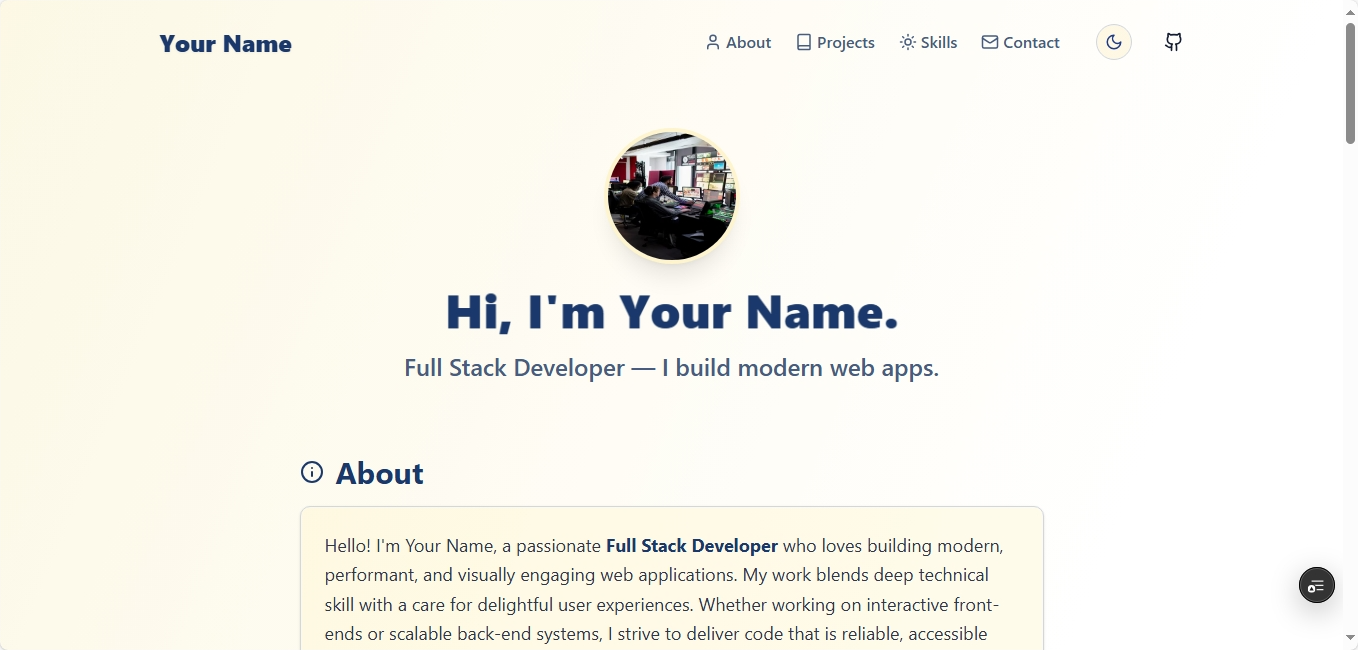 Your Name
About
Projects
Skills
Contact
Hi, I'm Your Name.
Full Stack Developer — I build modern web apps.
About
Hello! I'm Your Name, a passionate Full Stack Developer who loves building modern,
performant, and visually engaging web applications. My work blends deep technical
skill with a care for delightful user experiences. Whether working on interactive front-
ends or scalable back-end systems, I strive to deliver code that is reliable, accessible